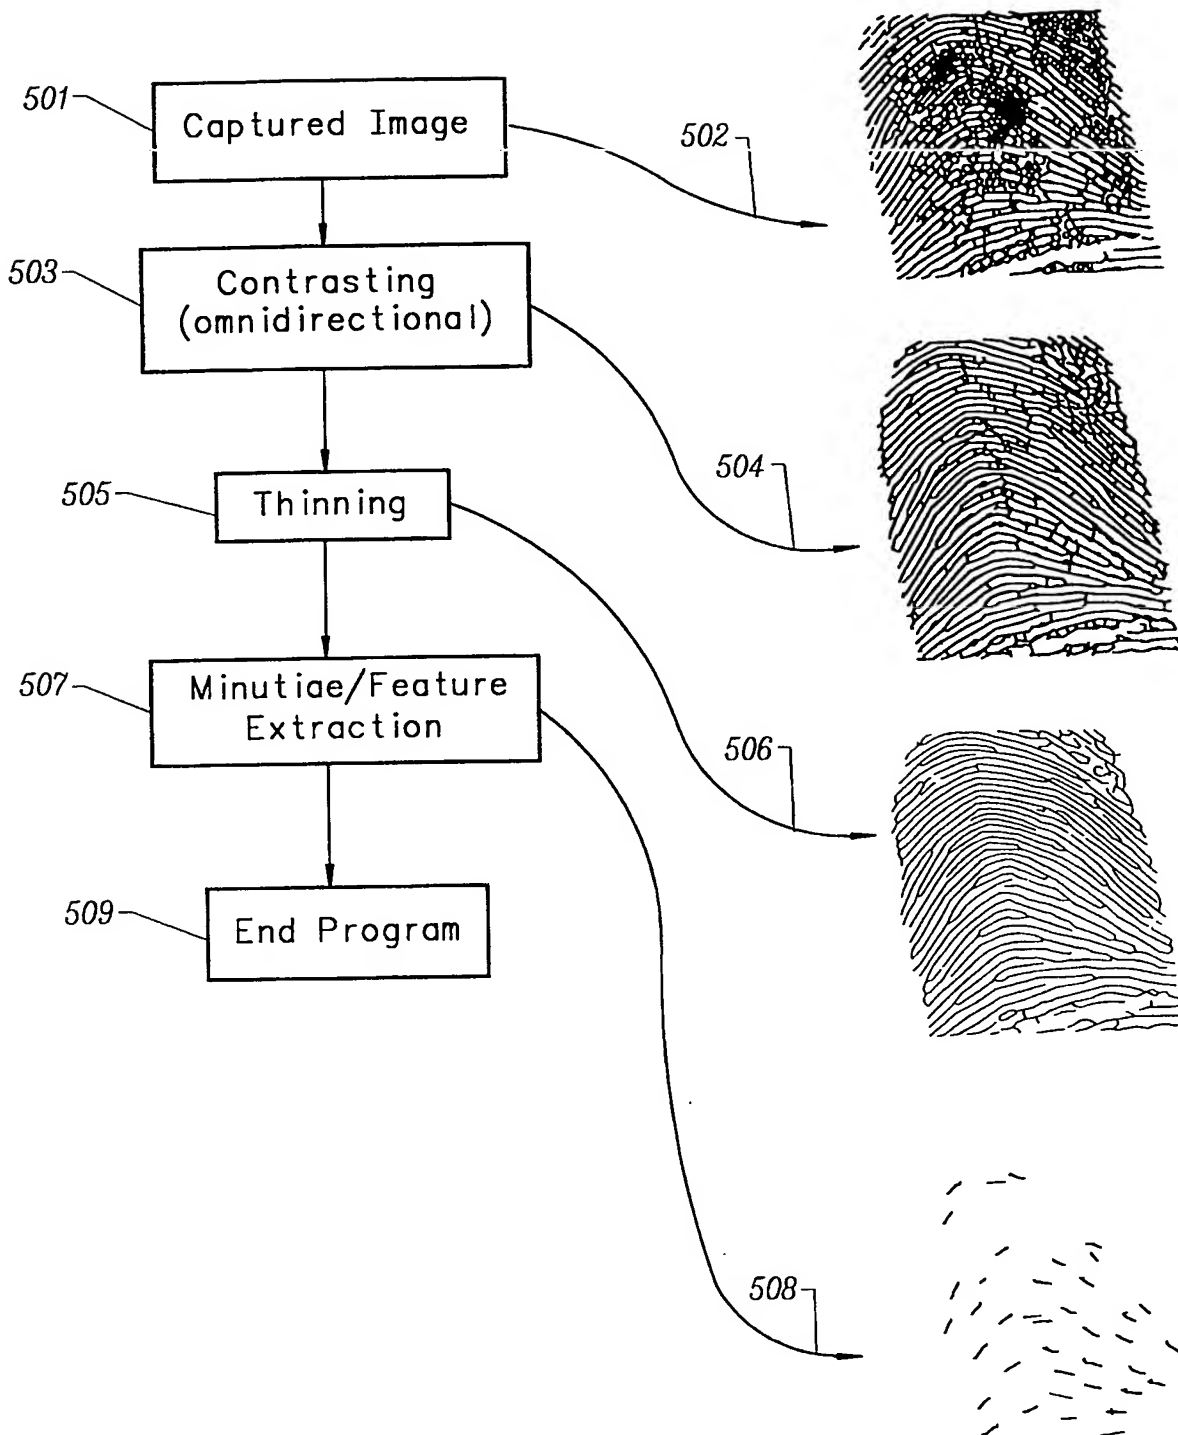 501
Captured Image
502
503
Contrasting
(omnidirectional)
504
505
Thinning
506
507
Minutiae/Feature
Extraction
508
509
End Program